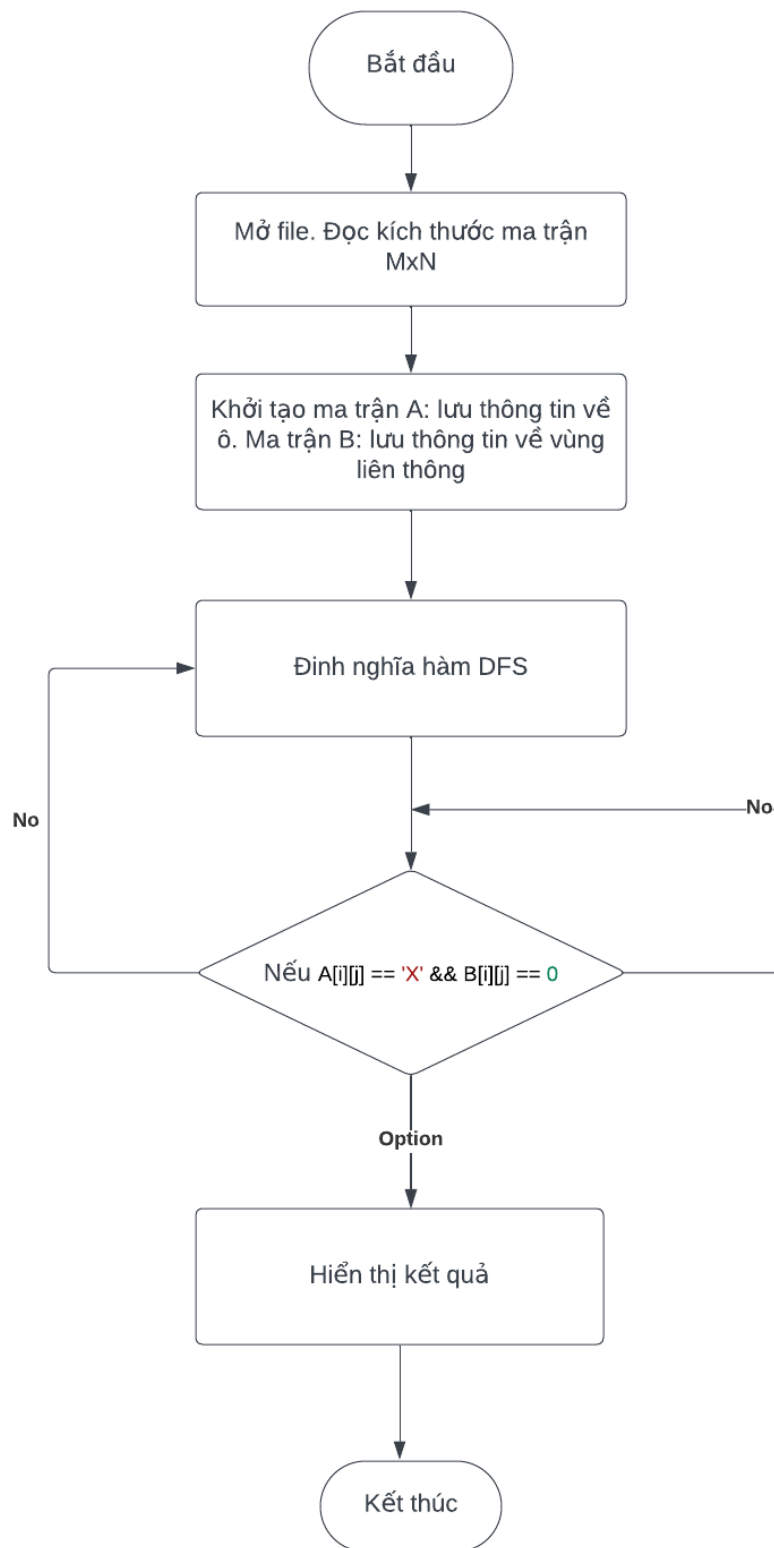 Bắt đầu
Mở file. Đọc kích thước ma trận
MxN
Khởi tạo ma trận A: lưu thông tin về
ô. Ma trận B: lưu thông tin về vùng
liên thông
Đinh nghĩa hàm DFS
No
No
Nếu A[i][j] == 'X' && B[i][j] == 0
Option
Hiển thị kết quả
Kết thúc